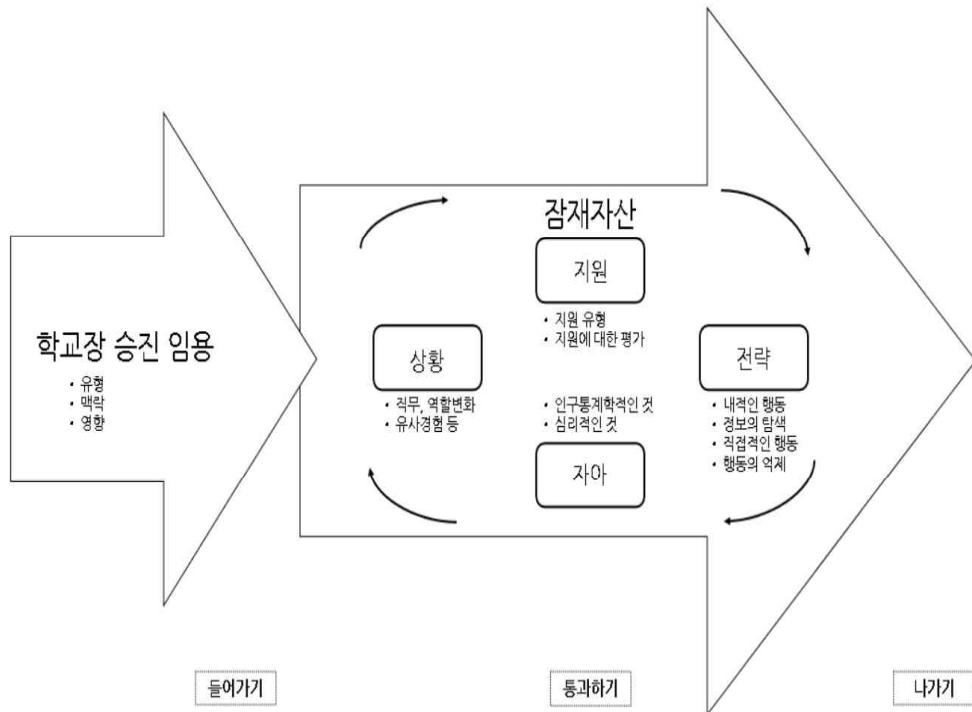 잠재자산
지원
• 지원 유형
• 지원에 대한 평가
학교장 승진 임용
• 유형
• 맥락
• 영향
상황
• 직무, 역할변화
• 유사경험 등
전략
• 내적인 행동
• 정보의 탐색
• 직접적인 행동
• 행동의 억제
• 인구통계학적인 것
• 심리적인 것
자아
들어가기
통과하기
나가기